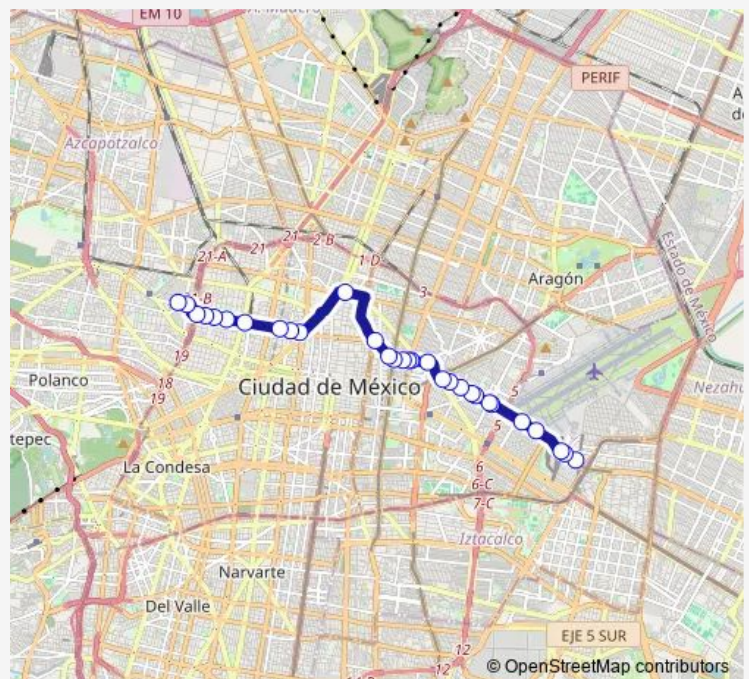 EM 10
A. Madero
PERIF
Azcapotzalco
Estado de México
21-A
21
21
2-B
1-D
3
Aragón
-B
19
5
Polanco
18
19
Ciudad de México
Nezahu
5
tepec
La Condesa
6
6-C
7-C
Iztacalco
Narvarte
Del Valle
EJE 5 SUR
12
12
© OpenStreetMap contributors